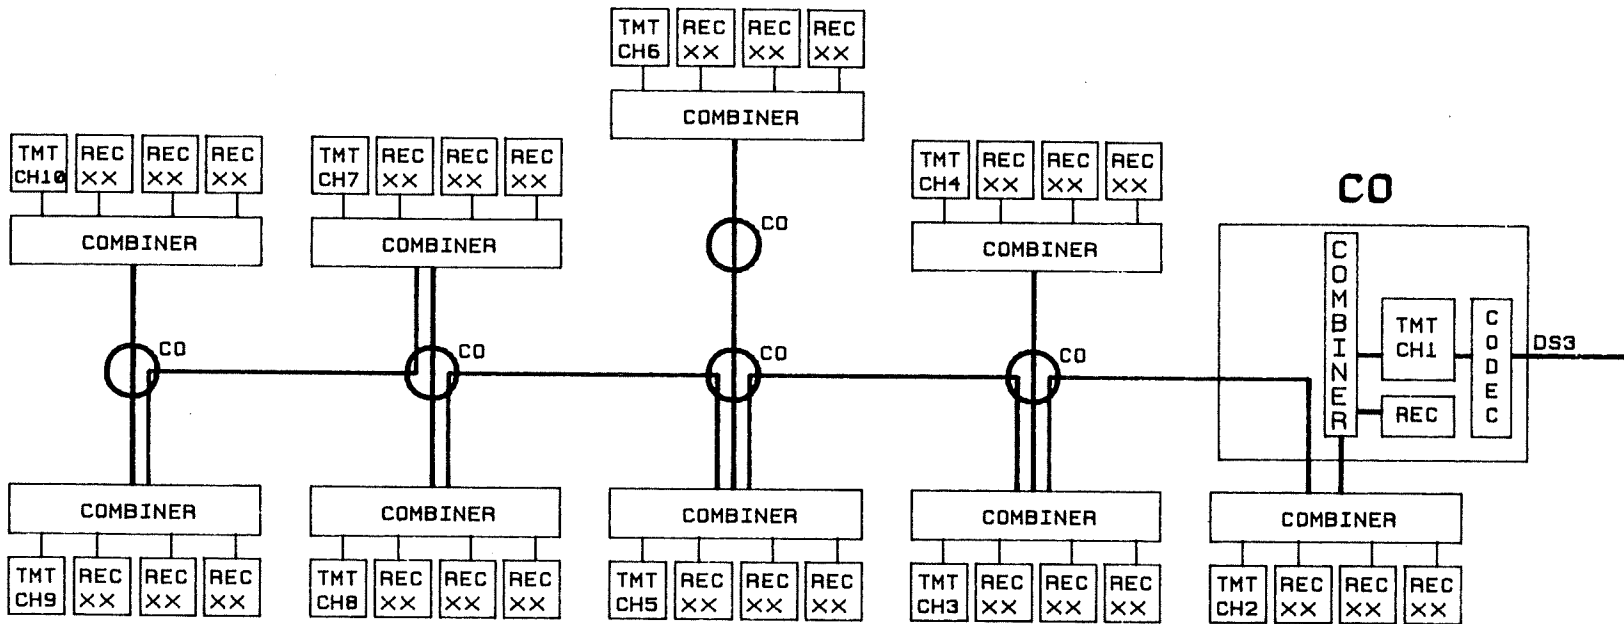 TMT REC REC REC
CH6 XX XX XX
COMBINER
TMT REC REC REC
CH10 XX XX XX
COMBINER
TMT REC REC REC
CH7 XX XX XX
COMBINER
TMT REC REC REC
CH4 XX XX XX
COMBINER
CO
CO
CO
CO
CO
CO
COMBINER
TMT
CH1
REC
CODEC
DS3
COMBINER
TMT REC REC REC
CH9 XX XX XX
COMBINER
TMT REC REC REC
CH8 XX XX XX
COMBINER
TMT REC REC REC
CH5 XX XX XX
COMBINER
TMT REC REC REC
CH3 XX XX XX
COMBINER
TMT REC REC REC
CH2 XX XX XX